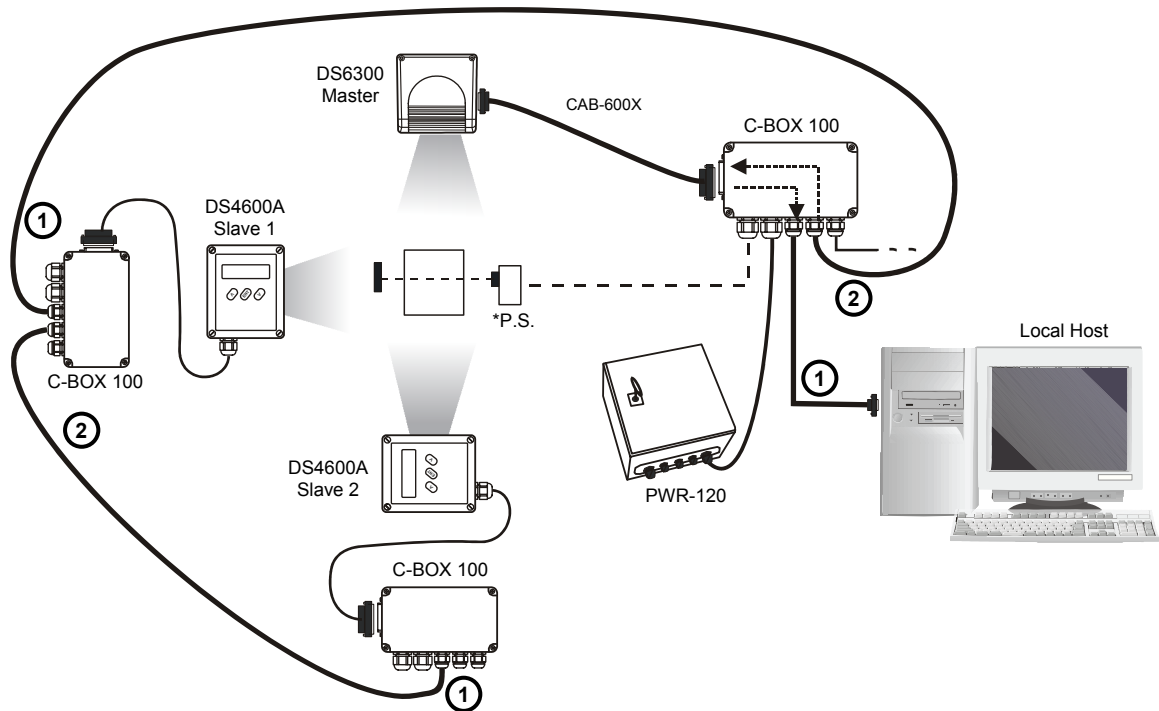 DS6300
Master
CAB-600X
C-BOX 100
DS4600A
Slave 1
1
*P.S.
2
Local Host
C-BOX 100
1
2
DS4600A
Slave 2
PWR-120
C-BOX 100
1